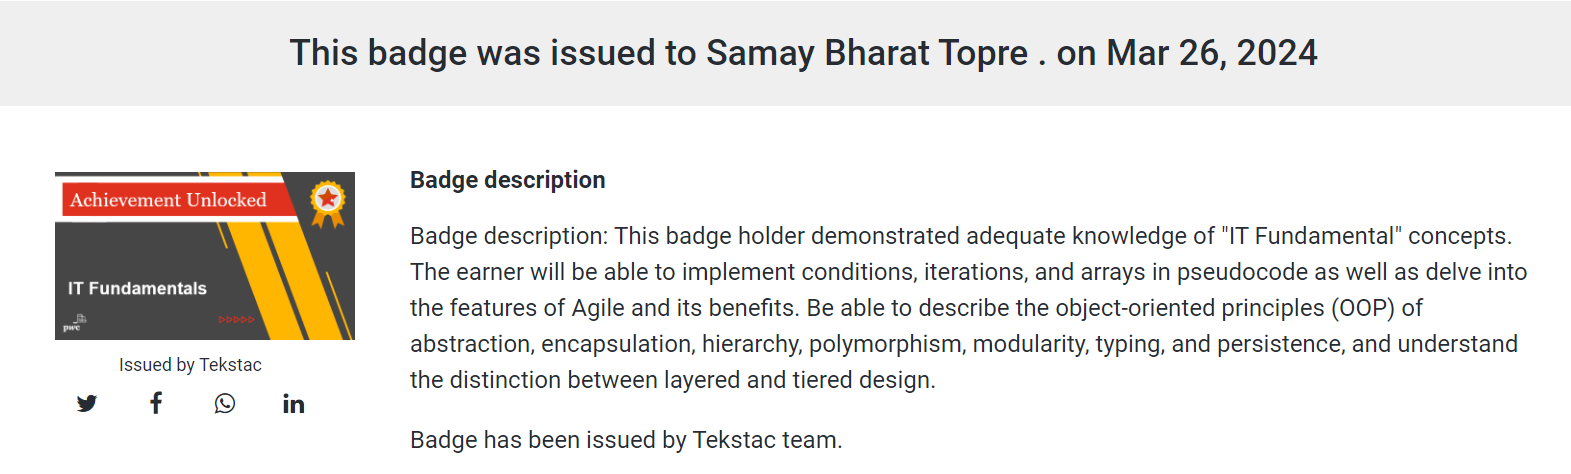 This badge was issued to Samay Bharat Topre . on Mar 26, 2024
Achievement Unlocked
IT Fundamentals
pwc
Issued by Tekstac
Badge description
Badge description: This badge holder demonstrated adequate knowledge of "IT Fundamental" concepts.
The earner will be able to implement conditions, iterations, and arrays in pseudocode as well as delve into
the features of Agile and its benefits. Be able to describe the object-oriented principles (OOP) of
abstraction, encapsulation, hierarchy, polymorphism, modularity, typing, and persistence, and understand
the distinction between layered and tiered design.
Badge has been issued by Tekstac team.